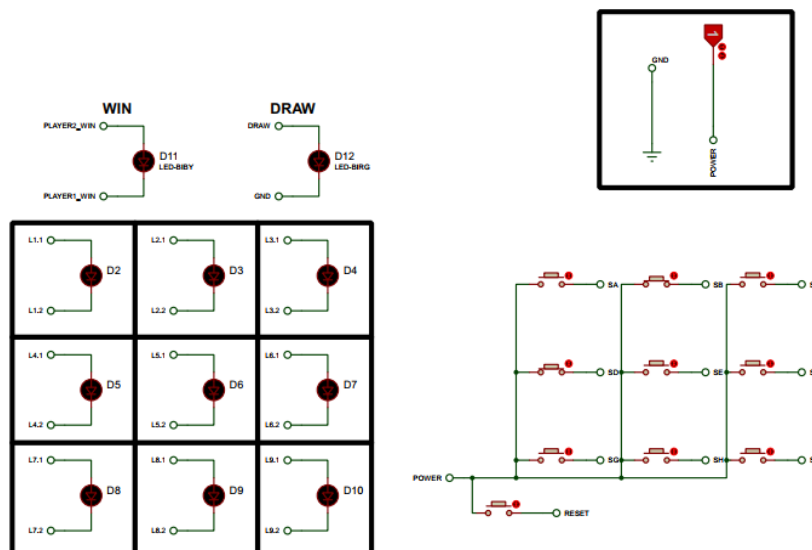 WIN
DRAW
PLAYER2_WIN
D11
LED-BIBY
PLAYER1_WIN
DRAW
D12
LED-BIRG
GND
GND
1
POWER
L1.1
D2
L1.2
L2.1
D3
L2.2
L3.1
D4
L3.2
L4.1
D5
L4.2
L5.1
D6
L5.2
L6.1
D7
L6.2
L7.1
D8
L7.2
L8.1
D9
L8.2
L9.1
D10
L9.2
SA
SB
SD
SE
SG
SH
POWER
RESET